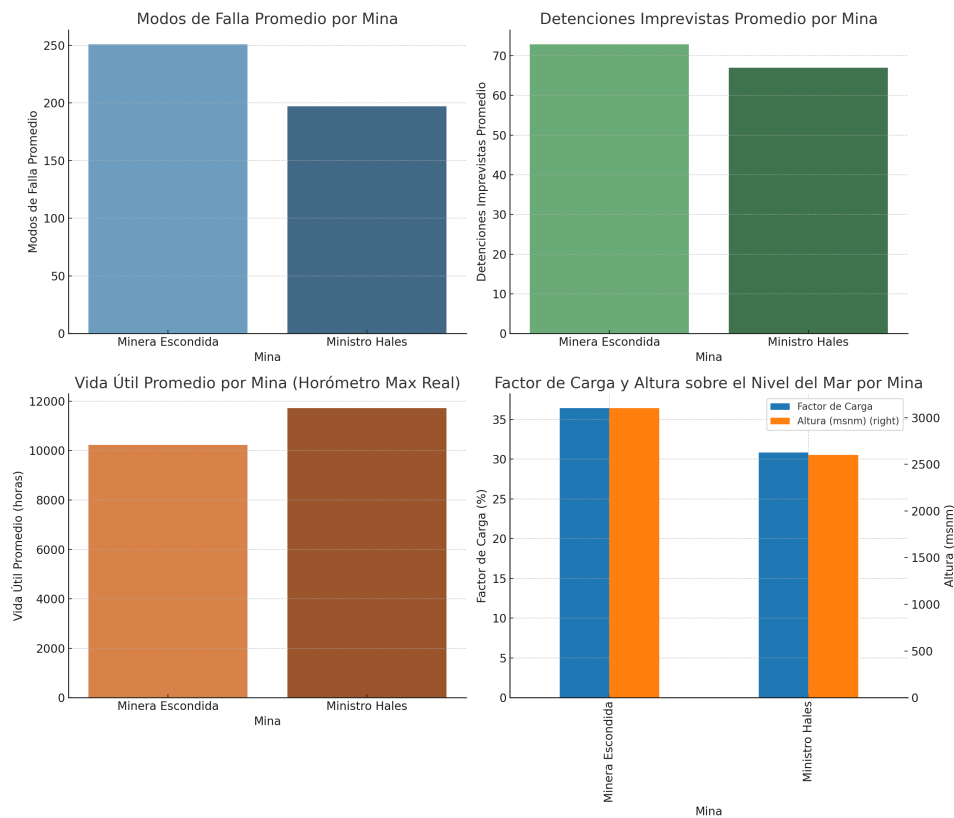 Modos de Falla Promedio por Mina
Modos de Falla Promedio
250
200
150
100
50
0
Minera Escondida
Ministro Hales
Mina
Detenciones Imprevistas Promedio por Mina
Detenciones Imprevistas Promedio
70
60
50
40
30
20
10
0
Minera Escondida
Ministro Hales
Mina
Vida Útil Promedio por Mina (Horómetro Max Real)
Vida Útil Promedio (horas)
12000
10000
8000
6000
4000
2000
0
Minera Escondida
Ministro Hales
Mina
Factor de Carga y Altura sobre el Nivel del Mar por Mina
Factor de Carga
Altura (msnm) (right)
Factor de Carga (%)
35
30
25
20
15
10
5
0
3000
2500
2000
1500
1000
500
0
Altura (msnm)
Minera Escondida
Ministro Hales
Mina